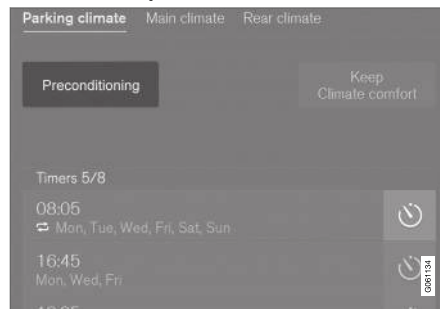 Parking climate Main climate Rear climate
Preconditioning
Keep
Climate comfort
Timers 5/8
08:05
Mon, Tue, Wed, Fri, Sat, Sun
16:45
Mon, Wed, Fri
G061134